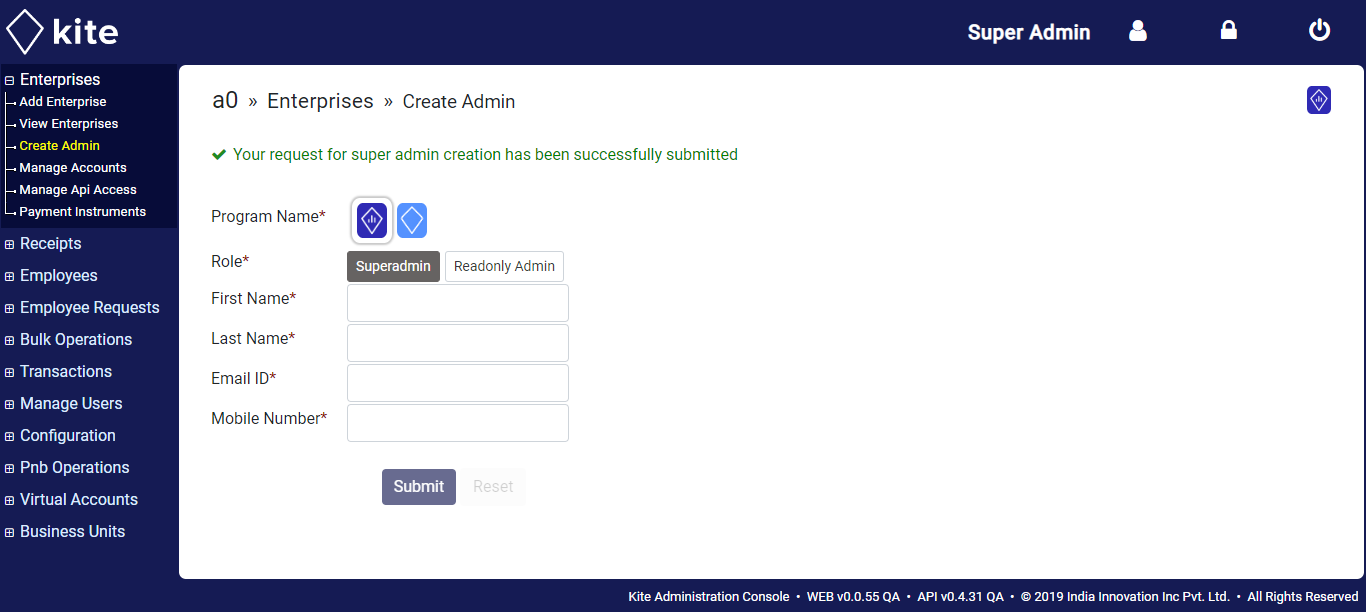 kite
Super Admin
Enterprises
Add Enterprise
View Enterprises
Create Admin
Manage Accounts
Manage Api Access
Payment Instruments
Receipts
Employees
Employee Requests
Bulk Operations
Transactions
Manage Users
Configuration
Pnb Operations
Virtual Accounts
Business Units
a0 » Enterprises » Create Admin
Your request for super admin creation has been successfully submitted
Program Name*
Role* Superadmin Readonly Admin
First Name*
Last Name*
Email ID*
Mobile Number*
Submit Reset
Kite Administration Console • WEB v0.0.55 QA • API v0.4.31 QA • © 2019 India Innovation Inc Pvt. Ltd. • All Rights Reserved